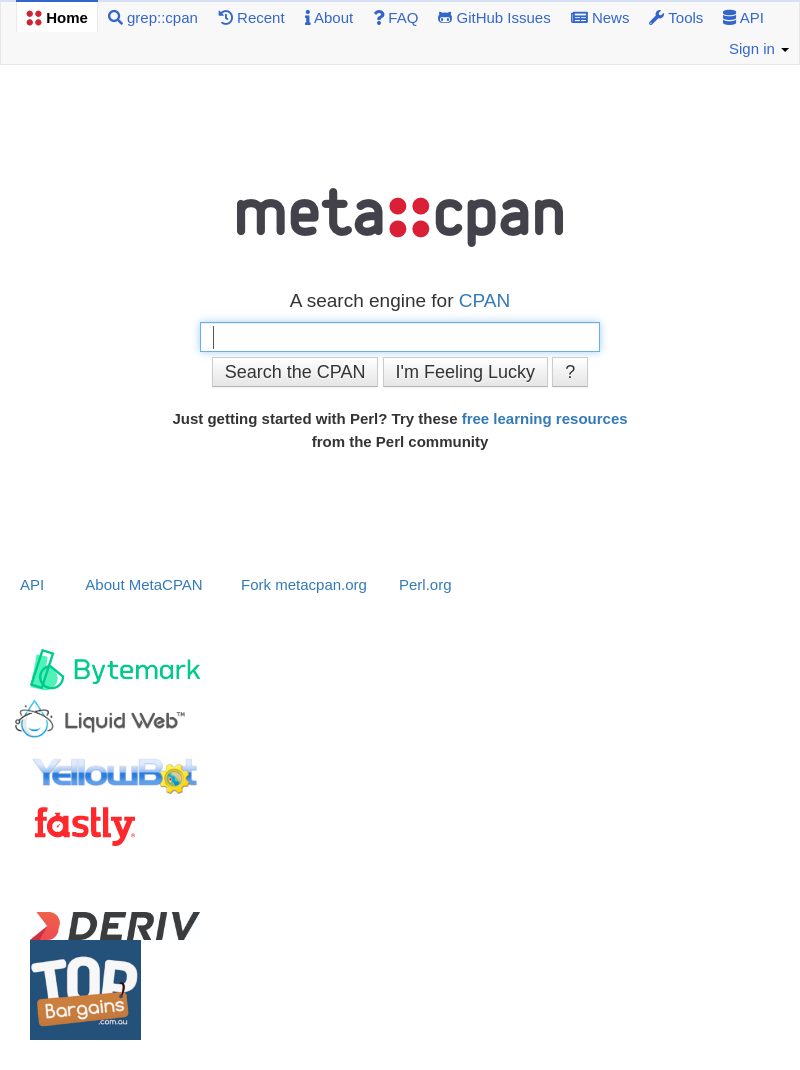 Home grep::cpan Recent About FAQ GitHub Issues News Tools API
Sign in
meta::cpan
A search engine for CPAN
Search the CPAN I'm Feeling Lucky ?
Just getting started with Perl? Try these free learning resources
from the Perl community
API About MetaCPAN Fork metacpan.org Perl.org
Bytemark
Liquid Web™
YellowBot
fastly®
DERIV
TOP
Bargains
.com.au